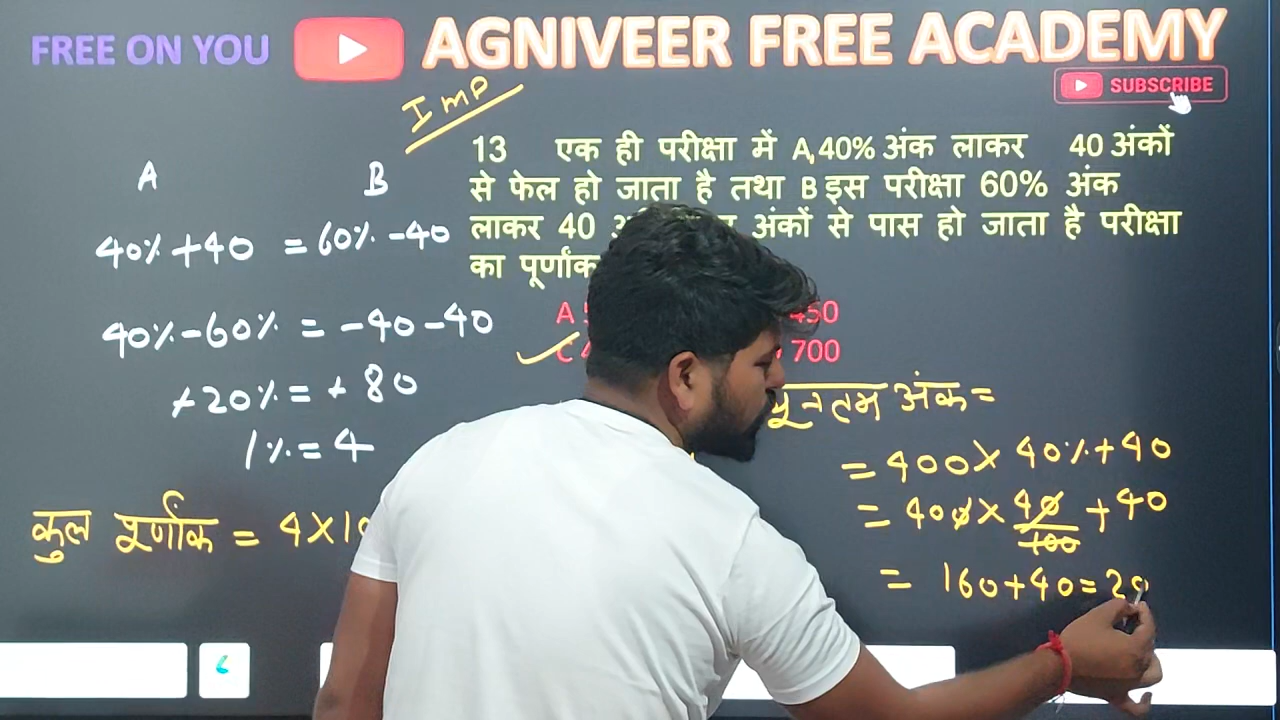 FREE ON YOU
AGNIVEER FREE ACADEMY
SUBSCRIBE
Imp
13 एक ही परीक्षा में A,40% अंक लाकर 40 अंकों
से फेल हो जाता है तथा B इस परीक्षा 60% अंक
लाकर 40 अंकों से पास हो जाता है परीक्षा
का पूर्णांक
A 450
C 700
A B
40% +40 = 60% -40
40% -60% = -40 -40
+20% = + 80
1% = 4
कुल पूर्णांक = 4 X 10
अंक =
= 400 X 40% + 40
= 400 X 40/100 + 40
= 160 + 40 = 20